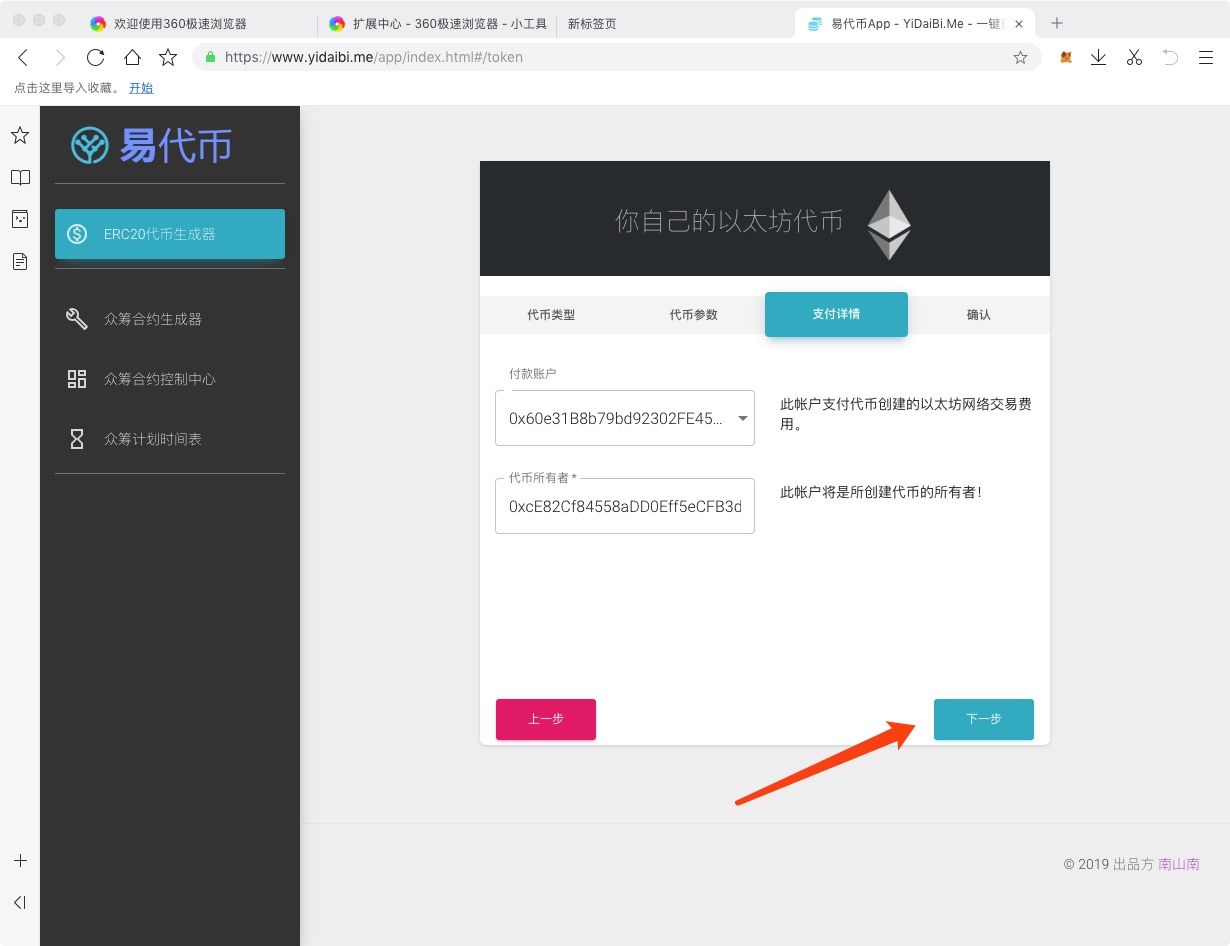 欢迎使用360极速浏览器
扩展中心 - 360极速浏览器 - 小工具
新标签页
易代币App - YiDaiBi.Me - 一键
https://www.yidaibi.me/app/index.html#/token
点击这里导入收藏。 开始
易代币
ERC20代币生成器
众筹合约生成器
众筹合约控制中心
众筹计划时间表
你自己的以太坊代币
代币类型
代币参数
支付详情
确认
付款账户
0x60e31B8b79bd92302FE45...
此帐户支付代币创建的以太坊网络交易费
用。
代币所有者 *
0xcE82Cf84558aDD0Eff5eCFB3d
此帐户将是所创建代币的所有者!
上一步
下一步
© 2019 出品方 南山南